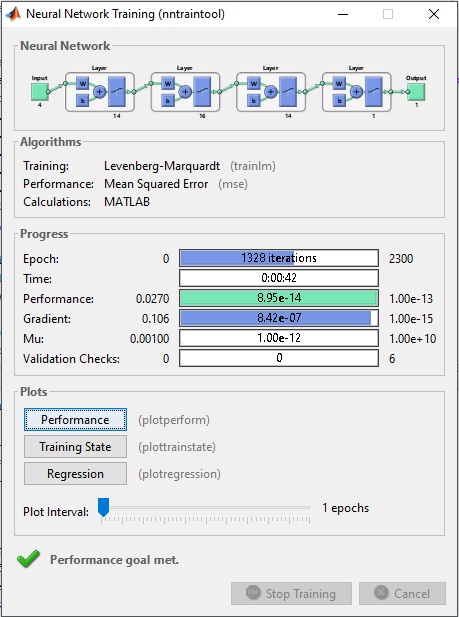 Neural Network Training (nntraintool)
Neural Network
Layer Layer Layer Layer
Input Output
W W W W
b b b b
4 14 16 14 1 1
Algorithms
Training: Levenberg-Marquardt (trainlm)
Performance: Mean Squared Error (mse)
Calculations: MATLAB
Progress
Epoch: 0 1328 iterations 2300
Time: 0:00:42
Performance: 0.0270 8.95e-14 1.00e-13
Gradient: 0.106 8.42e-07 1.00e-15
Mu: 0.00100 1.00e-12 1.00e+10
Validation Checks: 0 0 6
Plots
Performance (plotperform)
Training State (plottrainstate)
Regression (plotregression)
Plot Interval: 1 epochs
Performance goal met.
Stop Training Cancel